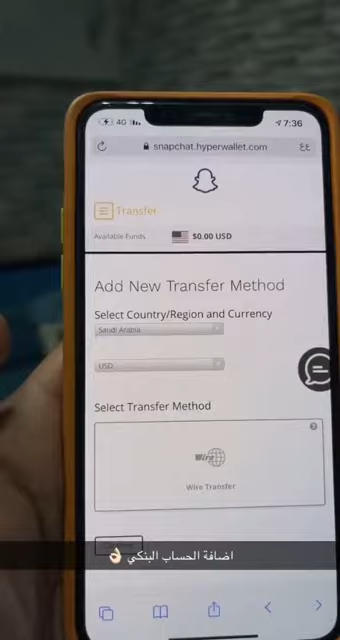 4G
7:36
snapchat.hyperwallet.com
Transfer
Available Funds $0.00 USD
Add New Transfer Method
Select Country/Region and Currency
Saudi Arabia
USD
Select Transfer Method
Wire
Wire Transfer
اضافة الحساب البنكي 👌🏻